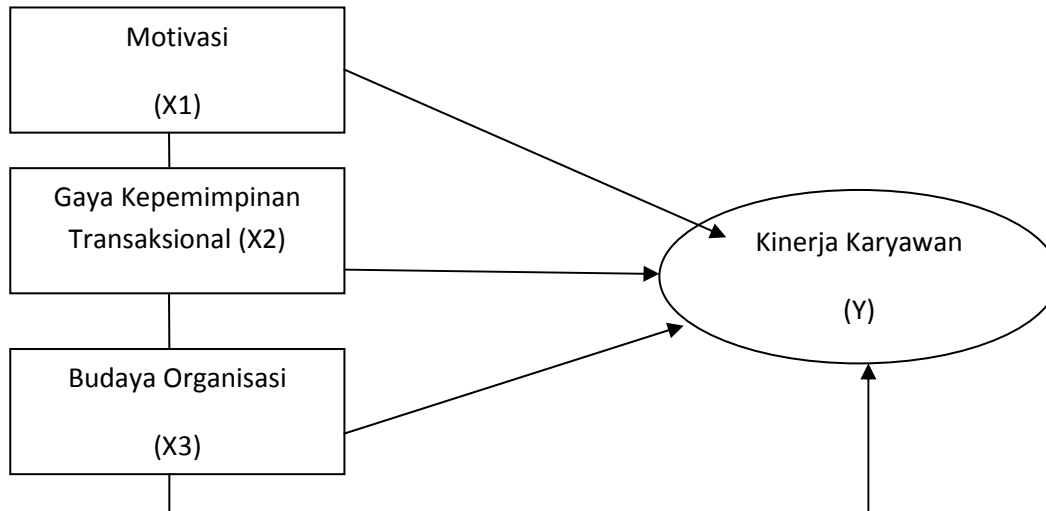 Motivasi
(X1)
Gaya Kepemimpinan
Transaksional (X2)
Budaya Organisasi
(X3)
Kinerja Karyawan
(Y)